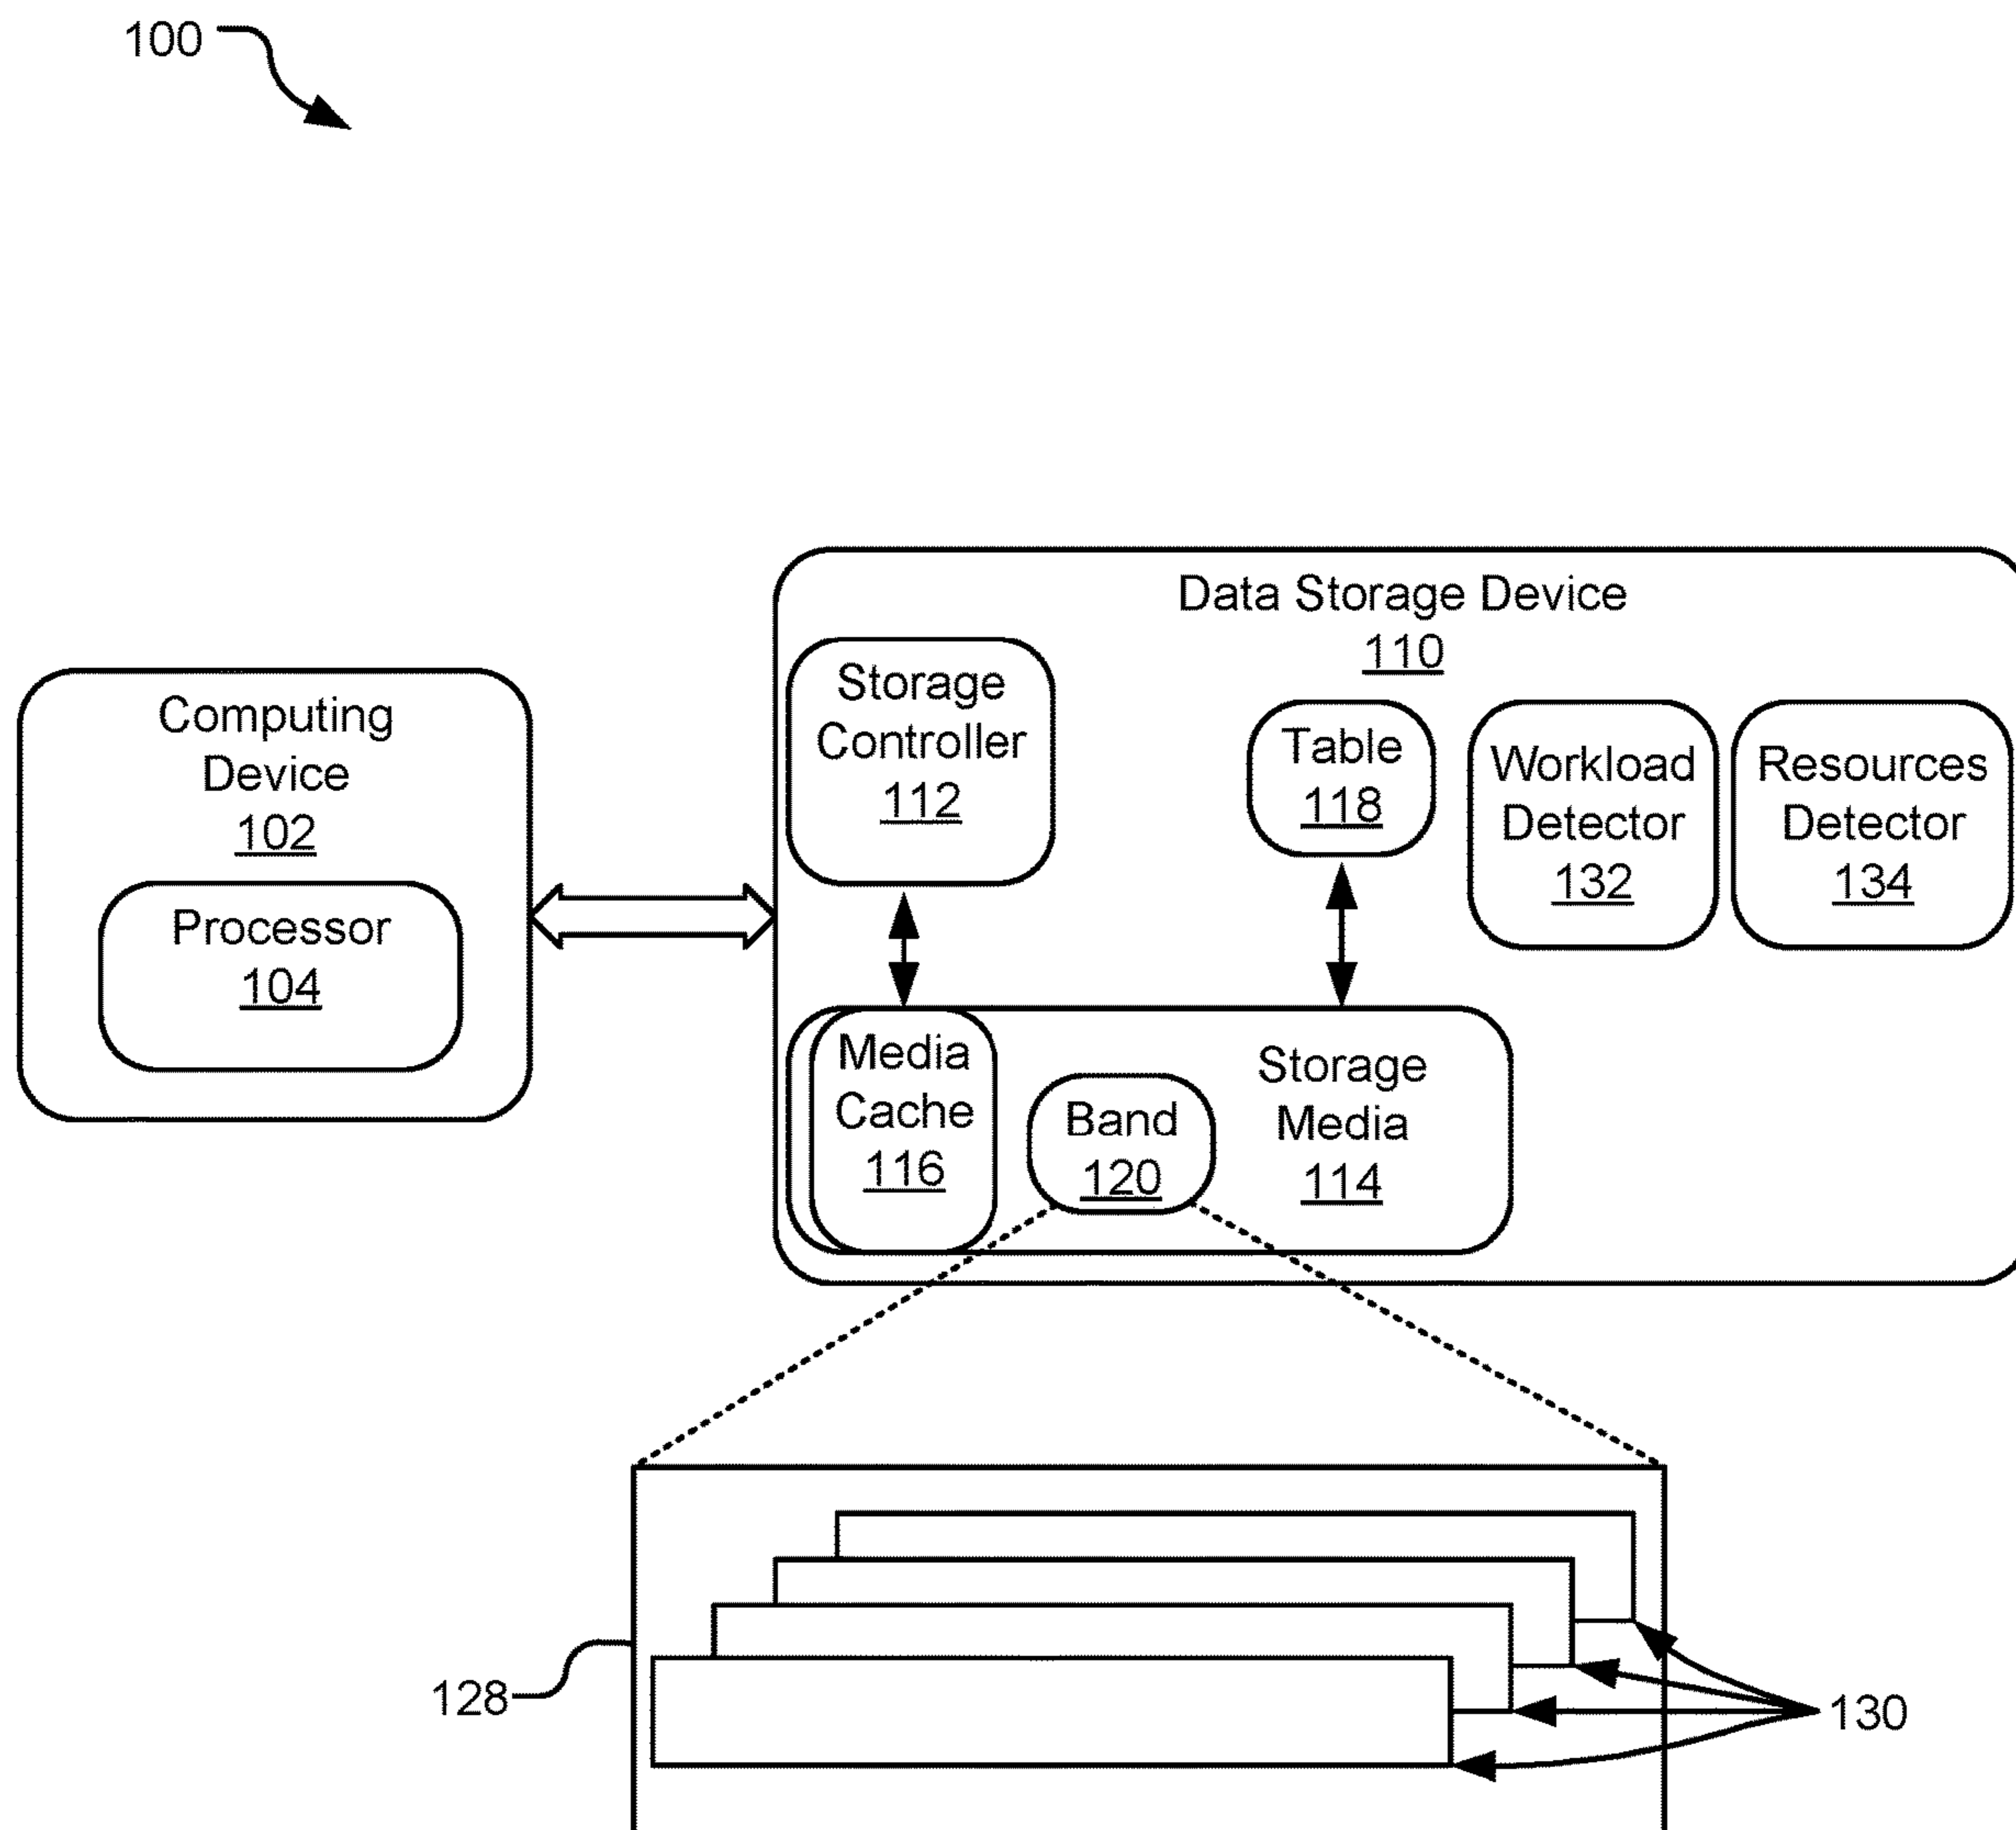 100
Data Storage Device
110
Computing
Device
102
Processor
104
Storage
Controller
112
Table
118
Workload
Detector
132
Resources
Detector
134
Media
Cache
116
Band
120
Storage
Media
114
128
130